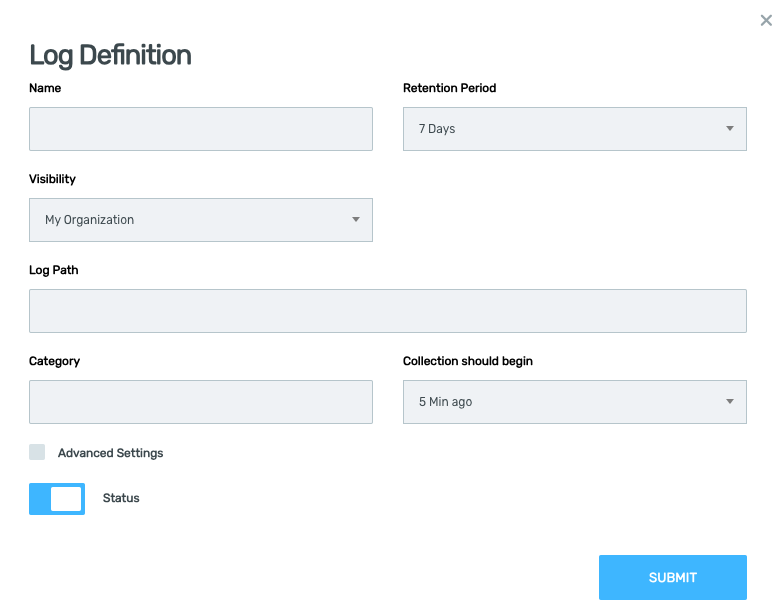 Log Definition
Name
Retention Period
7 Days
Visibility
My Organization
Log Path
Category
Collection should begin
5 Min ago
Advanced Settings
Status
SUBMIT